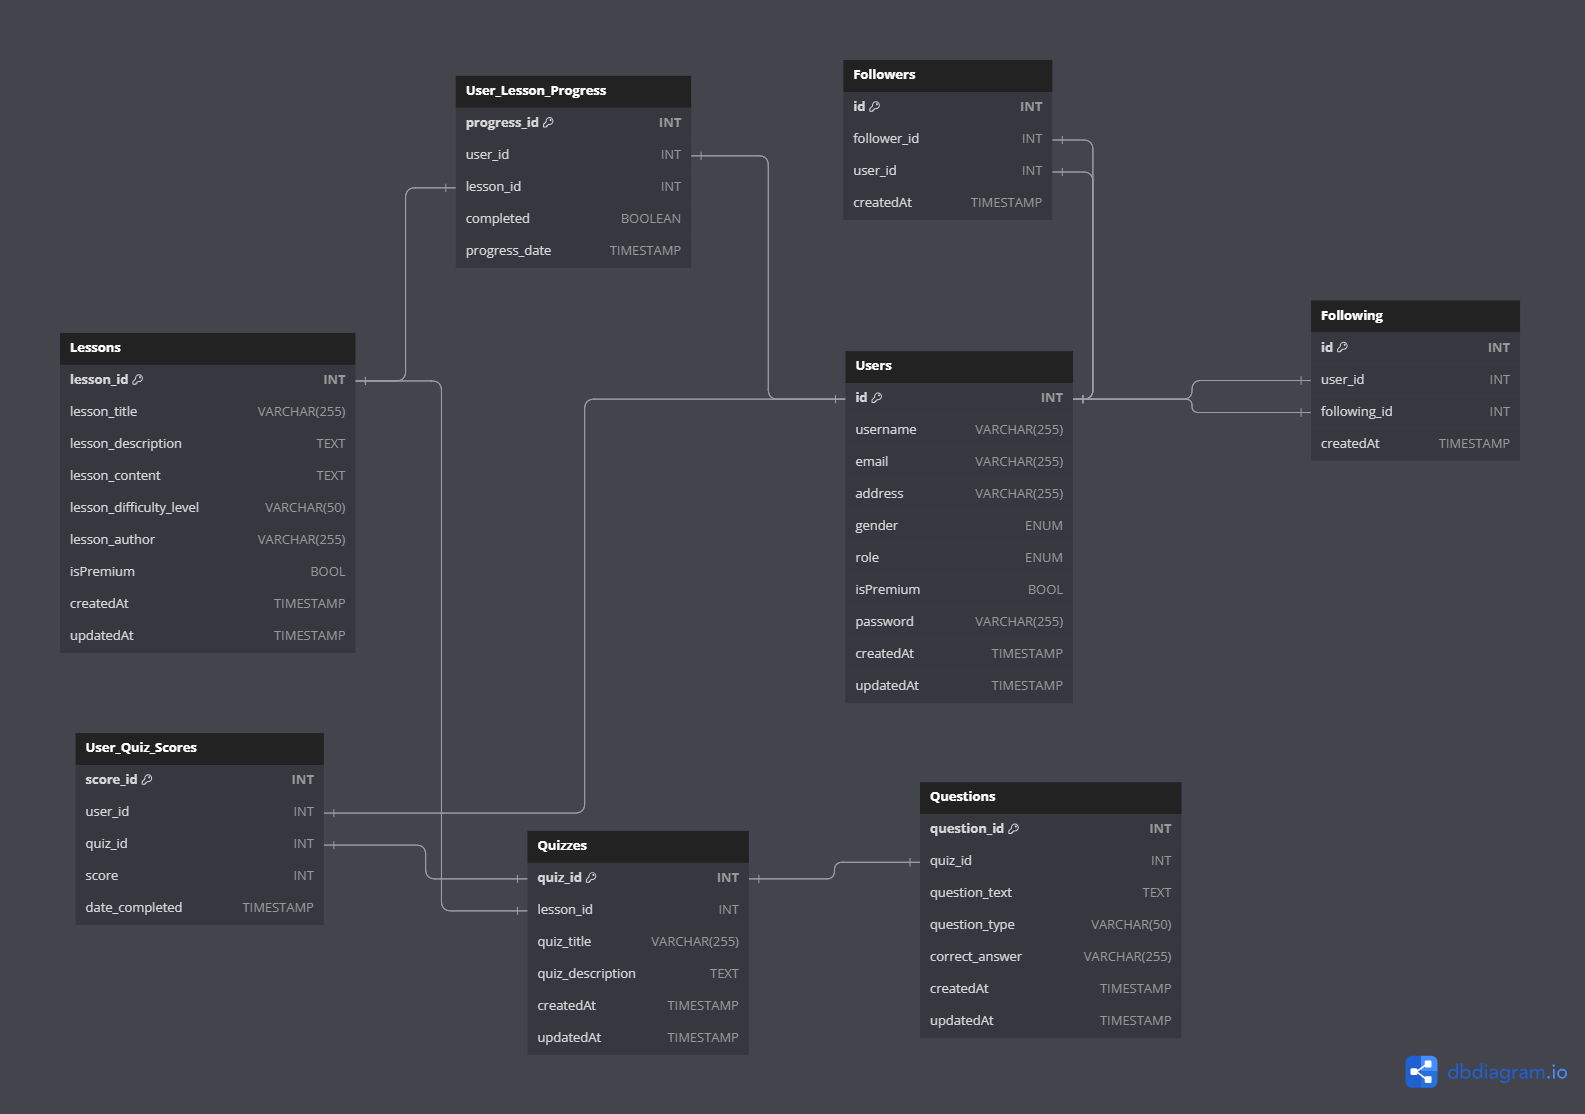 User_Lesson_Progress
progress_id INT
user_id INT
lesson_id INT
completed BOOLEAN
progress_date TIMESTAMP
Followers
id INT
follower_id INT
user_id INT
createdAt TIMESTAMP
Following
id INT
user_id INT
following_id INT
createdAt TIMESTAMP
Lessons
lesson_id INT
lesson_title VARCHAR(255)
lesson_description TEXT
lesson_content TEXT
lesson_difficulty_level VARCHAR(50)
lesson_author VARCHAR(255)
isPremium BOOL
createdAt TIMESTAMP
updatedAt TIMESTAMP
Users
id INT
username VARCHAR(255)
email VARCHAR(255)
address VARCHAR(255)
gender ENUM
role ENUM
isPremium BOOL
password VARCHAR(255)
createdAt TIMESTAMP
updatedAt TIMESTAMP
User_Quiz_Scores
score_id INT
user_id INT
quiz_id INT
score INT
date_completed TIMESTAMP
Quizzes
quiz_id INT
lesson_id INT
quiz_title VARCHAR(255)
quiz_description TEXT
createdAt TIMESTAMP
updatedAt TIMESTAMP
Questions
question_id INT
quiz_id INT
question_text TEXT
question_type VARCHAR(50)
correct_answer VARCHAR(255)
createdAt TIMESTAMP
updatedAt TIMESTAMP
dbdiagram.io